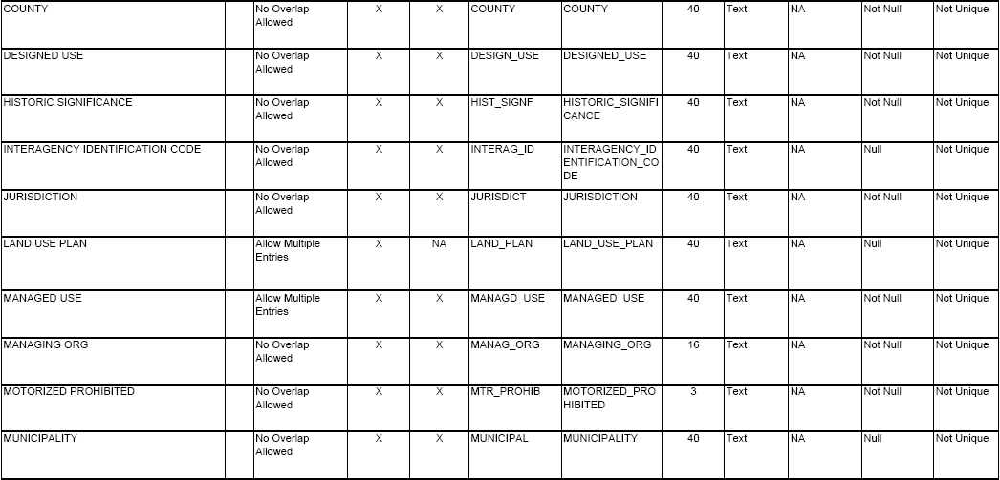 COUNTY No Overlap X X COUNTY COUNTY 40 Text NA Not Null Not Unique
Allowed
DESIGNED USE No Overlap X X DESIGN_USE DESIGNED_USE 40 Text NA Not Null Not Unique
Allowed
HISTORIC SIGNIFICANCE No Overlap X X HIST_SIGNF HISTORIC_SIGNIFI 40 Text NA Not Null Not Unique
Allowed CANCE
INTERAGENCY IDENTIFICATION CODE No Overlap X X INTERAG_ID INTERAGENCY_ID 40 Text NA Null Not Unique
Allowed ENTIFICATION_CO
DE
JURISDICTION No Overlap X X JURISDICT JURISDICTION 40 Text NA Not Null Not Unique
Allowed
LAND USE PLAN Allow Multiple X NA LAND_PLAN LAND_USE_PLAN 40 Text NA Null Not Unique
Entries
MANAGED USE Allow Multiple X X MANAGD_USE MANAGED_USE 40 Text NA Not Null Not Unique
Entries
MANAGING ORG No Overlap X X MANAG_ORG MANAGING_ORG 16 Text NA Not Null Not Unique
Allowed
MOTORIZED PROHIBITED No Overlap X X MTR_PROHIB MOTORIZED_PRO 3 Text NA Not Null Not Unique
Allowed HIBITED
MUNICIPALITY No Overlap X X MUNICIPAL MUNICIPALITY 40 Text NA Null Not Unique
Allowed